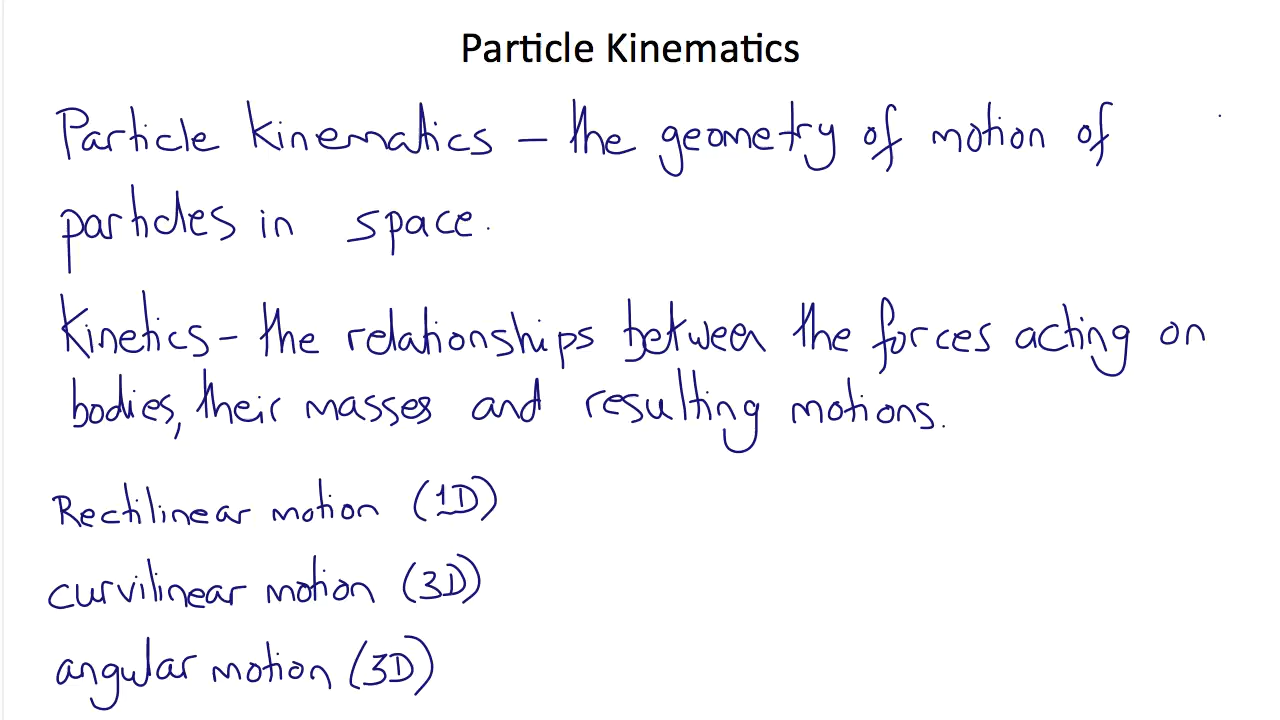 Particle Kinematics
Particle kinematics – the geometry of motion of
particles in space.
Kinetics – the relationships between the forces acting on
bodies, their masses and resulting motions.
Rectilinear motion (1D)
curvilinear motion (3D)
angular motion (3D)